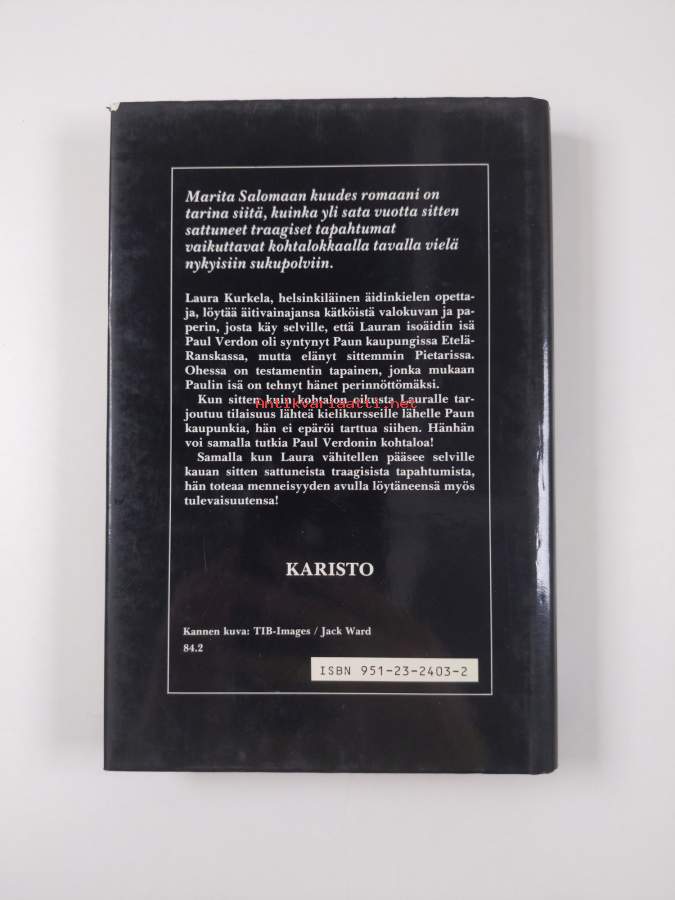 Marita Salomaan kuudes romaani on
tarina siitä, kuinka yli sata vuotta sitten
sattuneet traagiset tapahtumat
vaikuttavat kohtalokkaalla tavalla vielä
nykyisiin sukupolviin.
Laura Kurkela, helsinkiläinen äidinkielen opetta-
ja, löytää äitivainajansa kätköistä valokuvan ja pa-
perin, josta käy selville, että Lauran isoäidin isä
Paul Verdon oli syntynyt Paun kaupungissa Etelä-
Ranskassa, mutta elänyt sittemmin Pietarissa.
Ohessa on testamentin tapainen, jonka mukaan
Paulin isä on tehnyt hänet perinnöttömäksi.
Kun sitten kuin kohtalon oikusta Lauralle tar-
Antikvariaatti.net
joutuu tilaisuus lähteä kielikursseille lähelle Paun
kaupunkia, hän ei epäröi tarttua siihen. Hänhän
voi samalla tutkia Paul Verdonin kohtaloa!
Samalla kun Laura vähitellen pääsee selville
kauan sitten sattuneista traagisista tapahtumista,
hän toteaa menneisyyden avulla löytäneensä myös
tulevaisuutensa!
KARISTO
Kannen kuva: TIB-Images / Jack Ward
84.2
ISBN 951-23-2403-2